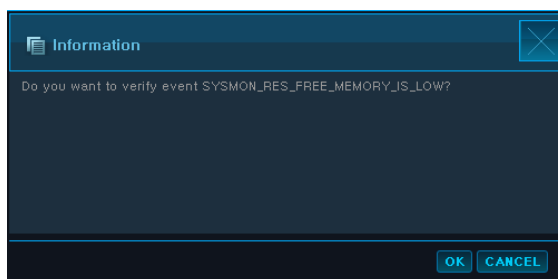 Information
Do you want to verify event SYSMON_RES_FREE_MEMORY_IS_LOW?
OK CANCEL